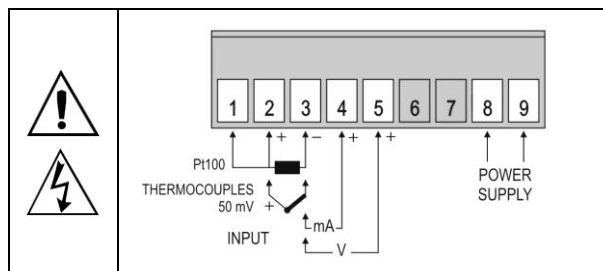 1 2 3 4 5 6 7 8 9
+ − + +
Pt100
THERMOCOUPLES
50 mV +
INPUT
mA
V
POWER
SUPPLY